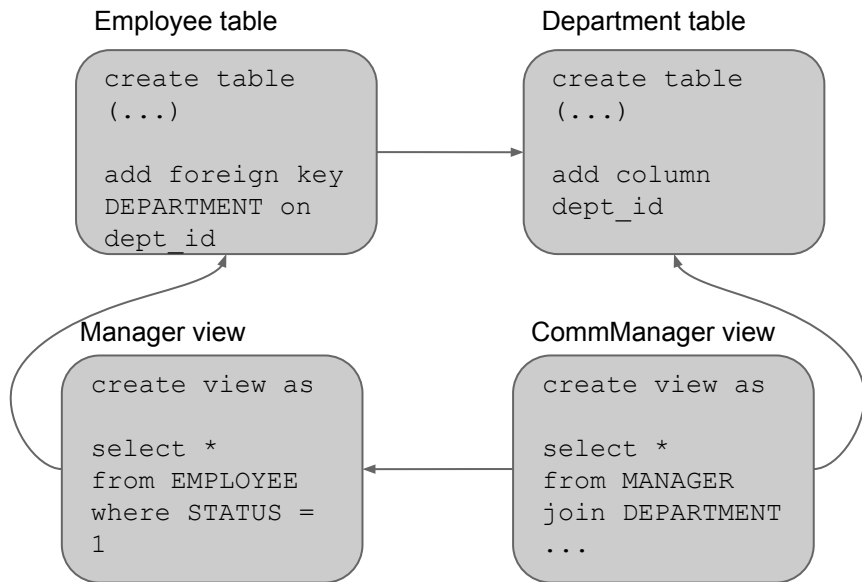 Employee table
create table
(...)
add foreign key
DEPARTMENT on
dept_id
Department table
create table
(...)
add column
dept_id
Manager view
create view as
select *
from EMPLOYEE
where STATUS =
1
CommManager view
create view as
select *
from MANAGER
join DEPARTMENT
...